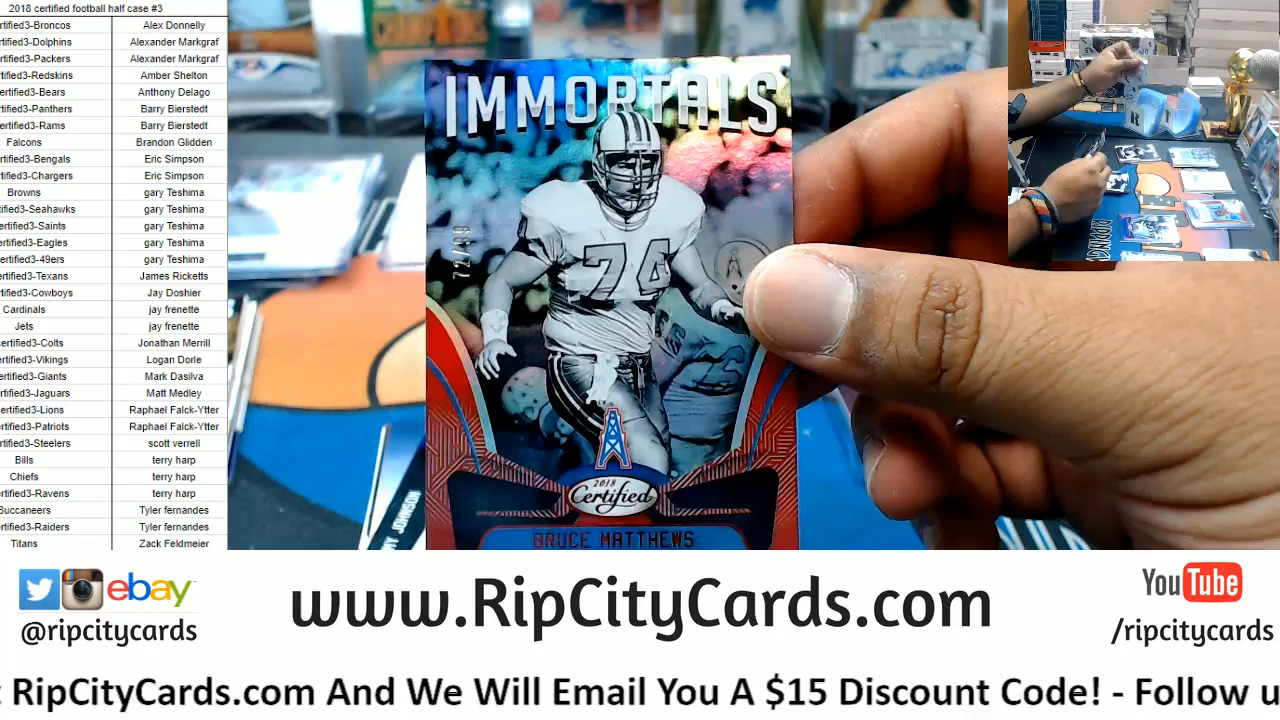 2018 certified football half case #3
rtified3-Broncos Alex Donnelly
rtified3-Dolphins Alexander Markgraf
rtified3-Packers Alexander Markgraf
rtified3-Redskins Amber Shelton
ertified3-Bears Anthony Delago
rtified3-Panthers Barry Bierstedt
ertified3-Rams Barry Bierstedt
Falcons Brandon Glidden
rtified3-Bengals Eric Simpson
rtified3-Chargers Eric Simpson
Browns gary Teshima
tified3-Seahawks gary Teshima
rtified3-Saints gary Teshima
ertified3-Eagles gary Teshima
ertified3-49ers gary Teshima
rtified3-Texans James Ricketts
tified3-Cowboys Jay Doshier
Cardinals jay frenette
Jets jay frenette
certified3-Colts Jonathan Merrill
rtified3-Vikings Logan Dorle
ertified3-Giants Mark Dasilva
rtified3-Jaguars Matt Medley
ertified3-Lions Raphael Falck-Ytter
rtified3-Patriots Raphael Falck-Ytter
rtified3-Steelers scott verrell
Bills terry harp
Chiefs terry harp
ertified3-Ravens terry harp
Buccaneers Tyler fernandes
rtified3-Raiders Tyler fernandes
Titans Zack Feldmeier
IMMORTALS
72/99
74
2018
Certified
BRUCE MATTHEWS
JOHNSON
ebay
@ripcitycards
www.RipCityCards.com
YouTube
/ripcitycards
RipCityCards.com And We Will Email You A $15 Discount Code! - Follow u